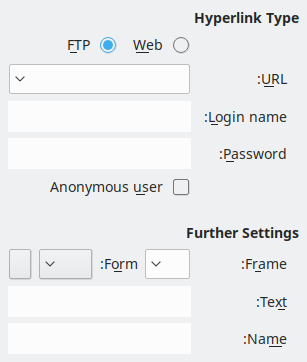 Hyperlink Type
Web FTP
URL:
Login name:
Password:
Anonymous user
Further Settings
Frame: Form:
Text:
Name: